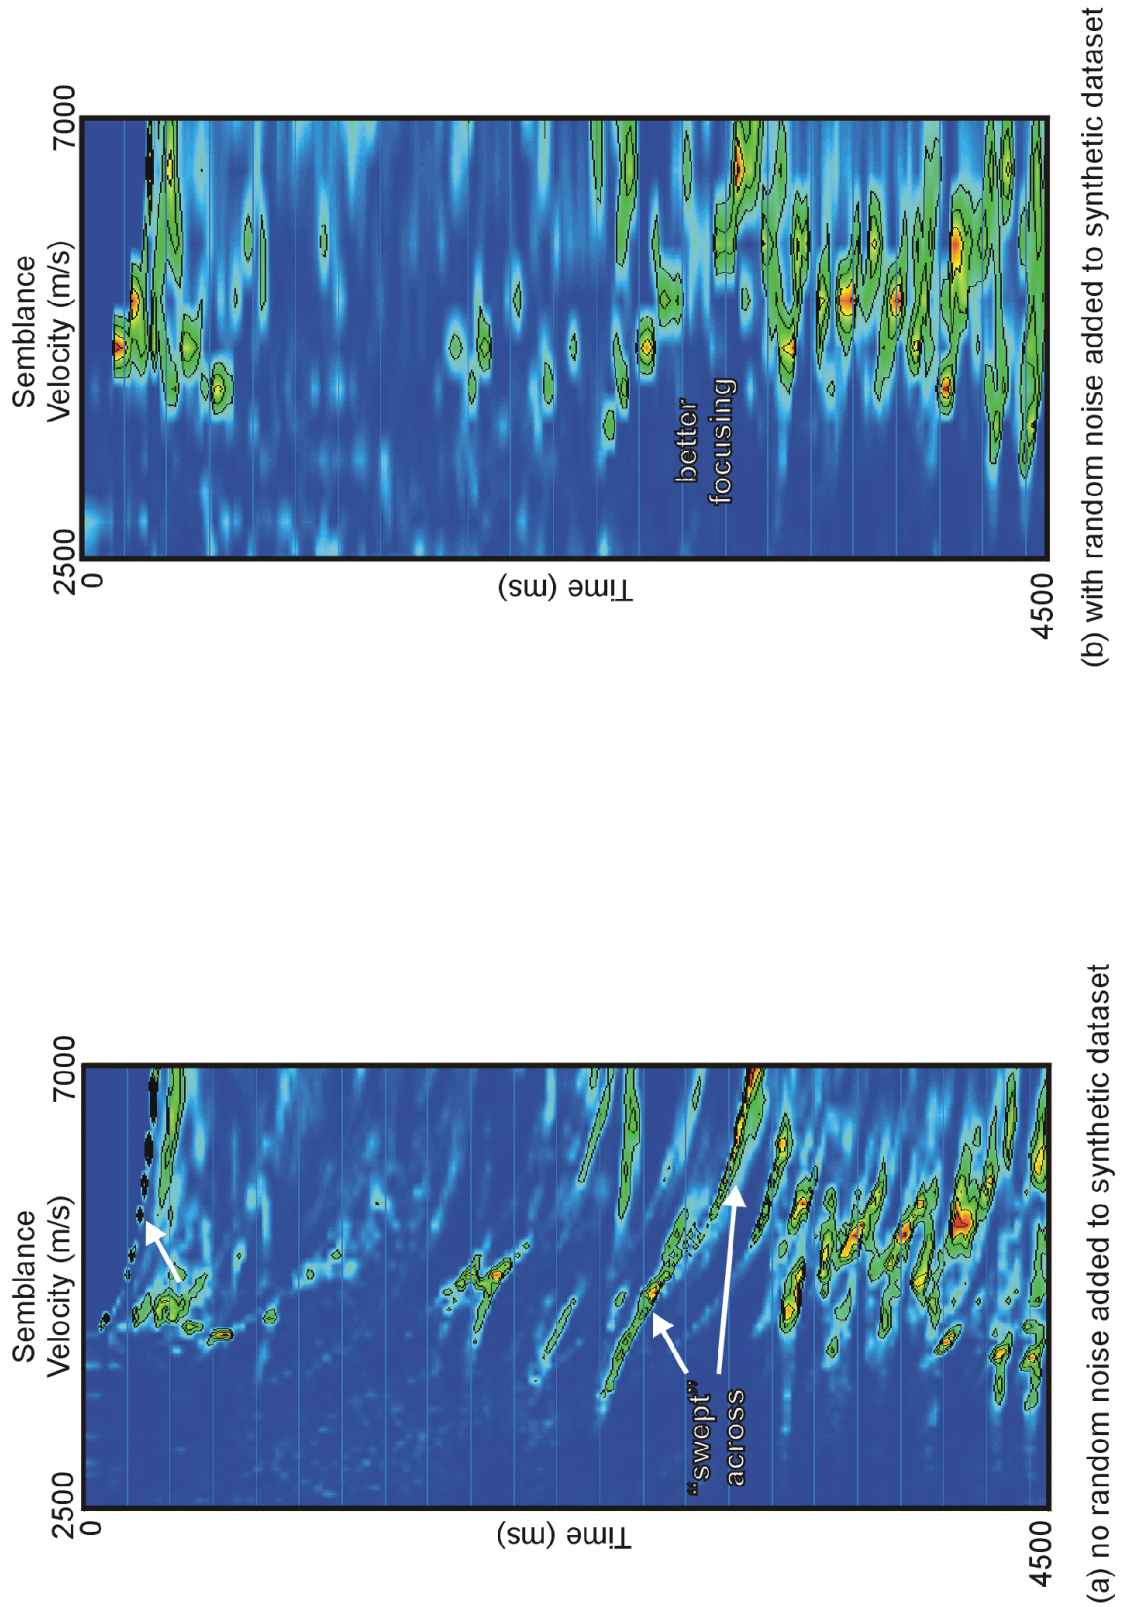 Semblance
Velocity (m/s)
2500
7000
0
Time (ms)
4500
"swept"
across
(a) no random noise added to synthetic dataset
Semblance
Velocity (m/s)
2500
7000
0
Time (ms)
4500
better
focusing
(b) with random noise added to synthetic dataset